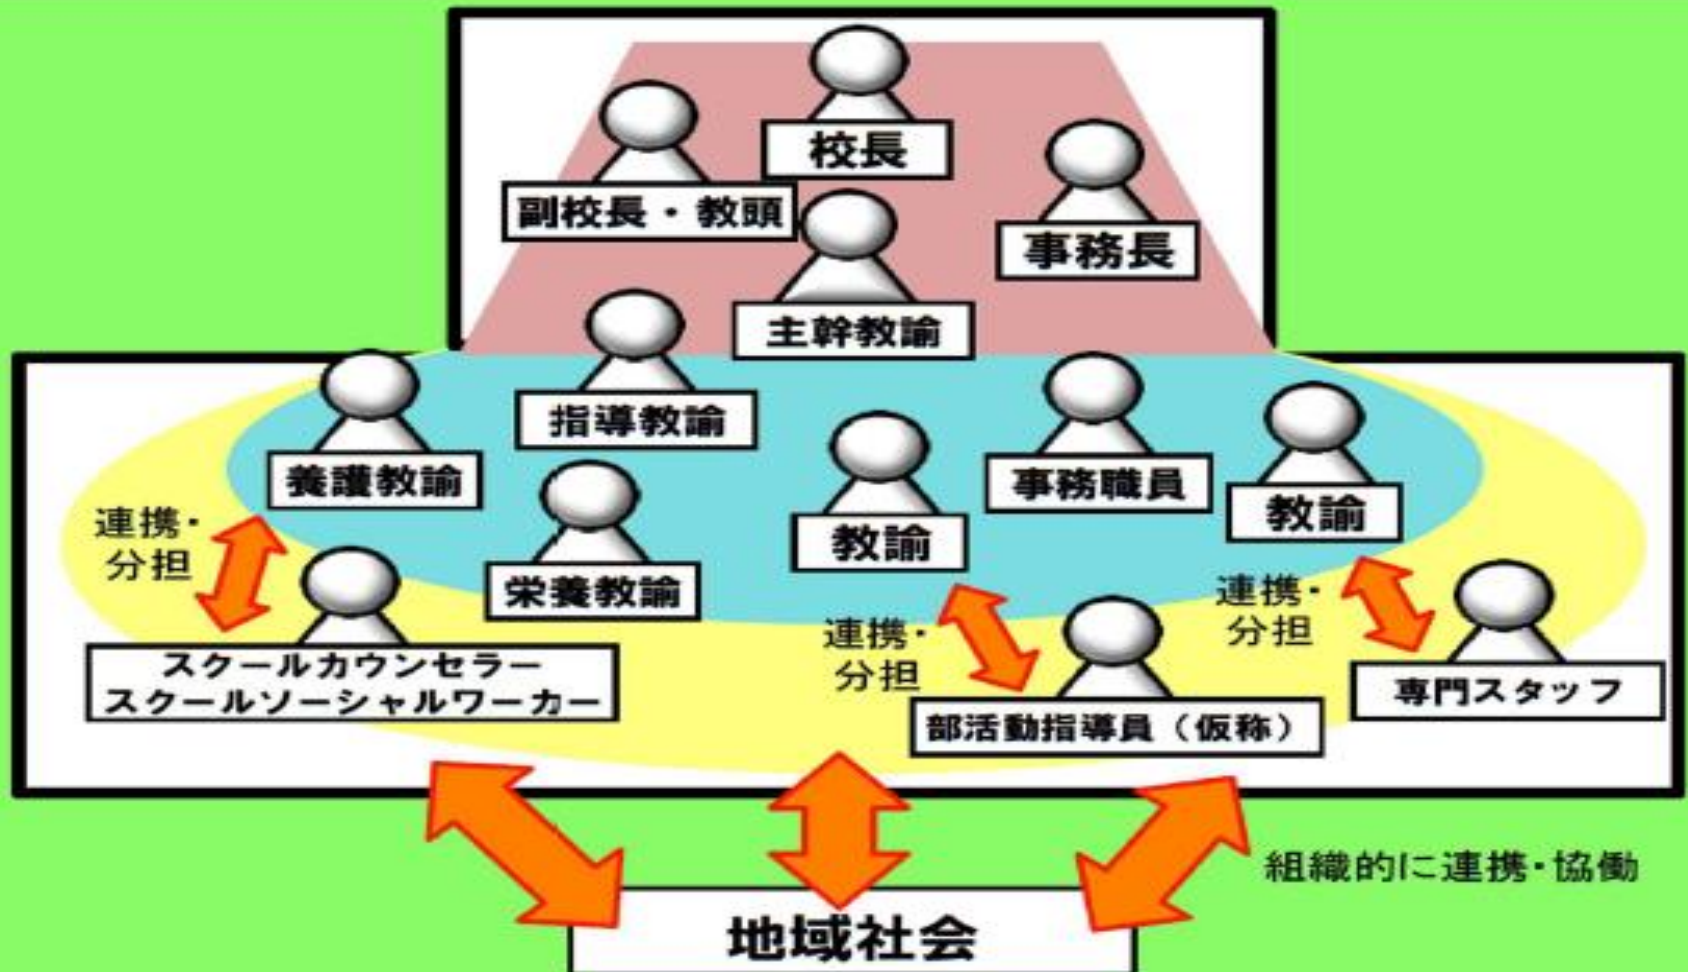 校長
副校長・教頭
事務長
主幹教諭
指導教諭
養護教諭
事務職員
教諭
教諭
栄養教諭
連携・
分担
連携・
分担
連携・
分担
スクールカウンセラー
スクールソーシャルワーカー
専門スタッフ
部活動指導員（仮称）
組織的に連携・協働
地域社会